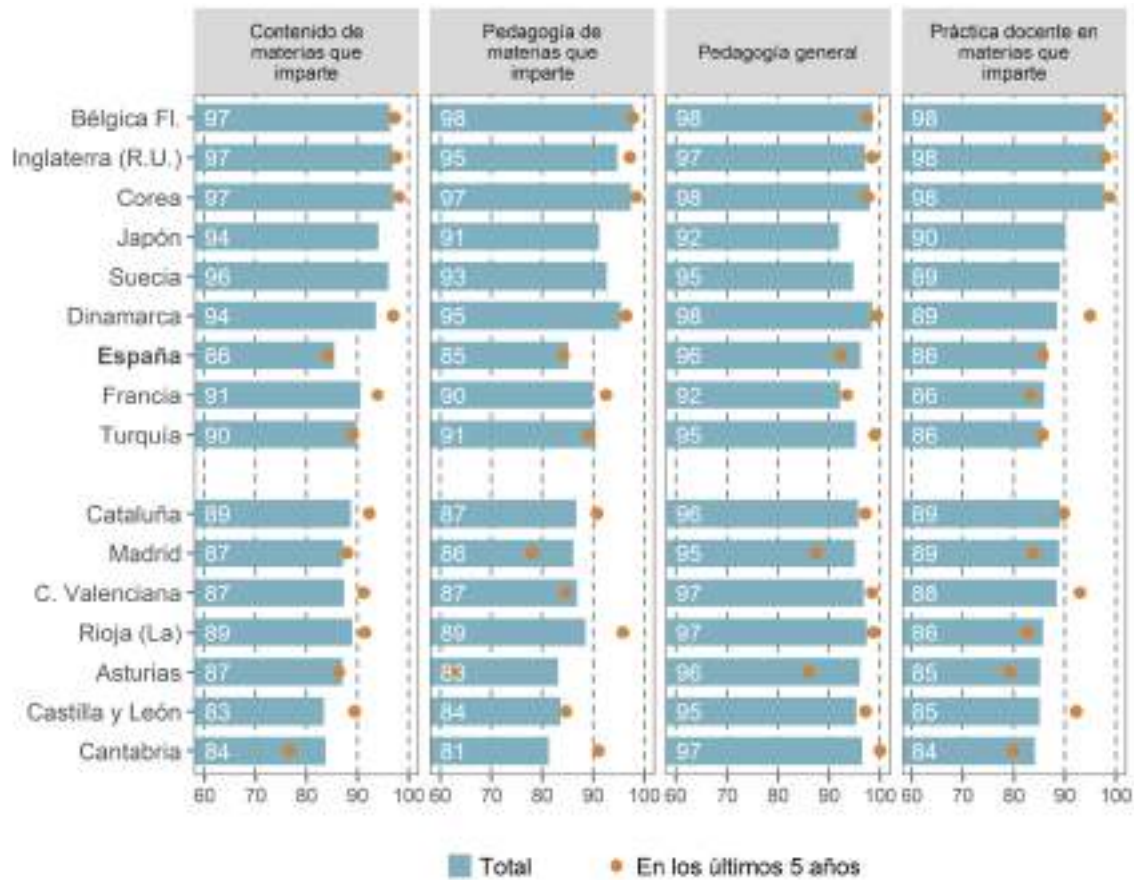 Contenido de
materias que
imparte
Pedagogía de
materias que
imparte
Pedagogía general
Práctica docente en
materias que
imparte
Bélgica Fl. 97 98 98 98
Inglaterra (R.U.) 97 95 97 98
Corea 97 97 98 98
Japón 94 91 92 90
Suecia 96 93 95 89
Dinamarca 94 95 98 89
España 86 85 96 86
Francia 91 90 92 86
Turquía 90 91 95 86
Cataluña 89 87 96 89
Madrid 87 86 95 89
C. Valenciana 87 87 97 88
Rioja (La) 89 89 97 86
Asturias 87 83 96 85
Castilla y León 83 84 95 85
Cantabria 84 81 97 84
60 70 80 90 100 60 70 80 90 100 60 70 80 90 100 60 70 80 90 100
Total En los últimos 5 años